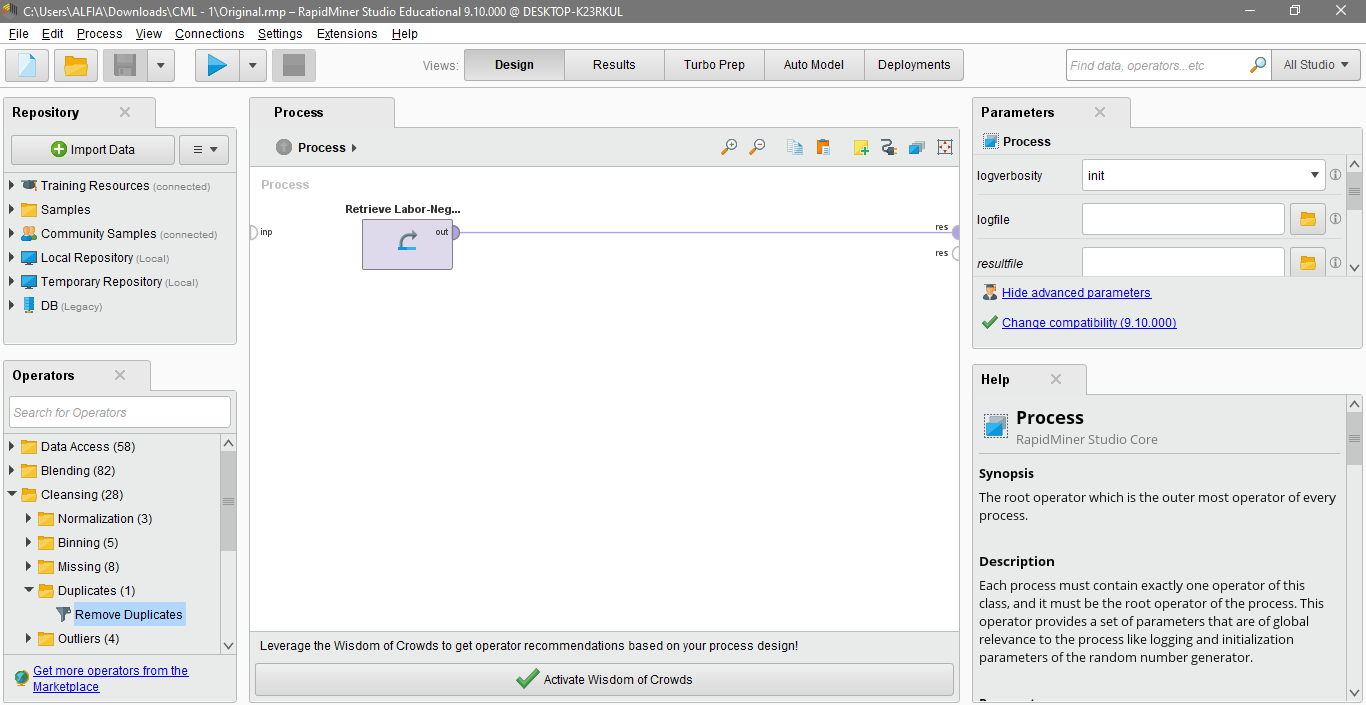 C:\Users\ALFIA\Downloads\CML - 1\Original.rmp – RapidMiner Studio Educational 9.10.000 @ DESKTOP-K23RKUL
File Edit Process View Connections Settings Extensions Help
Views: Design Results Turbo Prep Auto Model Deployments
Find data, operators...etc
All Studio
Repository
Import Data
Training Resources (connected)
Samples
Community Samples (connected)
Local Repository (Local)
Temporary Repository (Local)
DB (Legacy)
Operators
Search for Operators
Data Access (58)
Blending (82)
Cleansing (28)
Normalization (3)
Binning (5)
Missing (8)
Duplicates (1)
Remove Duplicates
Outliers (4)
Get more operators from the
Marketplace
Process
Process
Process
Retrieve Labor-Neg...
inp
out
res
res
Leverage the Wisdom of Crowds to get operator recommendations based on your process design!
Activate Wisdom of Crowds
Parameters
Process
logverbosity
init
logfile
resultfile
Hide advanced parameters
Change compatibility (9.10.000)
Help
Process
RapidMiner Studio Core
Synopsis
The root operator which is the outer most operator of every
process.
Description
Each process must contain exactly one operator of this
class, and it must be the root operator of the process. This
operator provides a set of parameters that are of global
relevance to the process like logging and initialization
parameters of the random number generator.